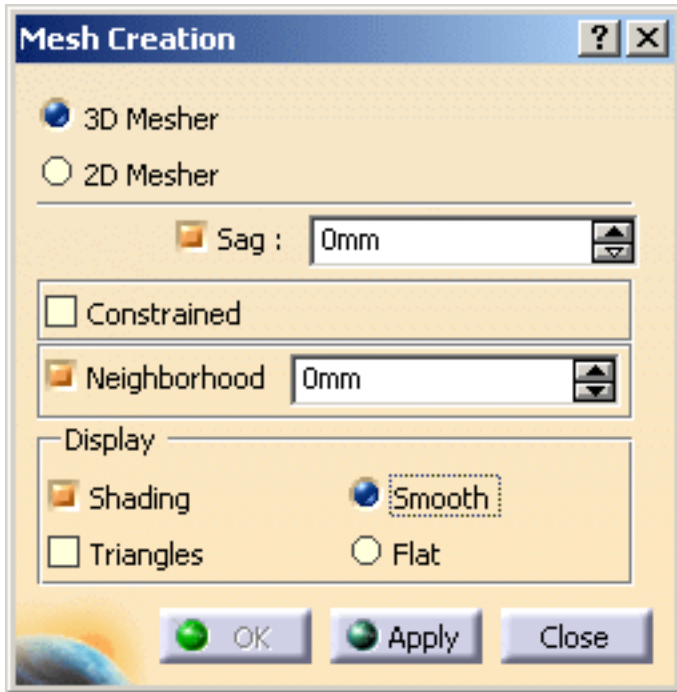 Mesh Creation ? X
3D Mesher
2D Mesher
Sag : 0mm
Constrained
Neighborhood 0mm
Display
Shading Smooth
Triangles Flat
OK Apply Close